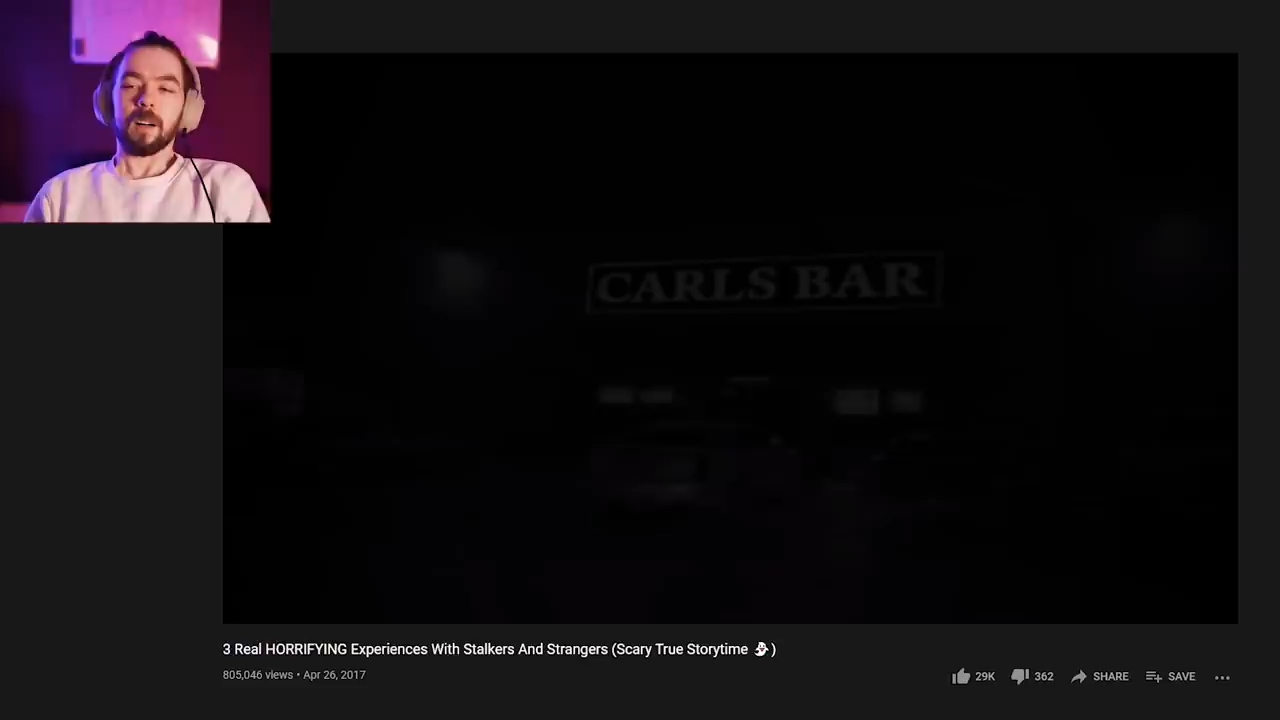 CARLS BAR
3 Real HORRIFYING Experiences With Stalkers And Strangers (Scary True Storytime 👻)
805,046 views • Apr 26, 2017
29K 362 SHARE SAVE